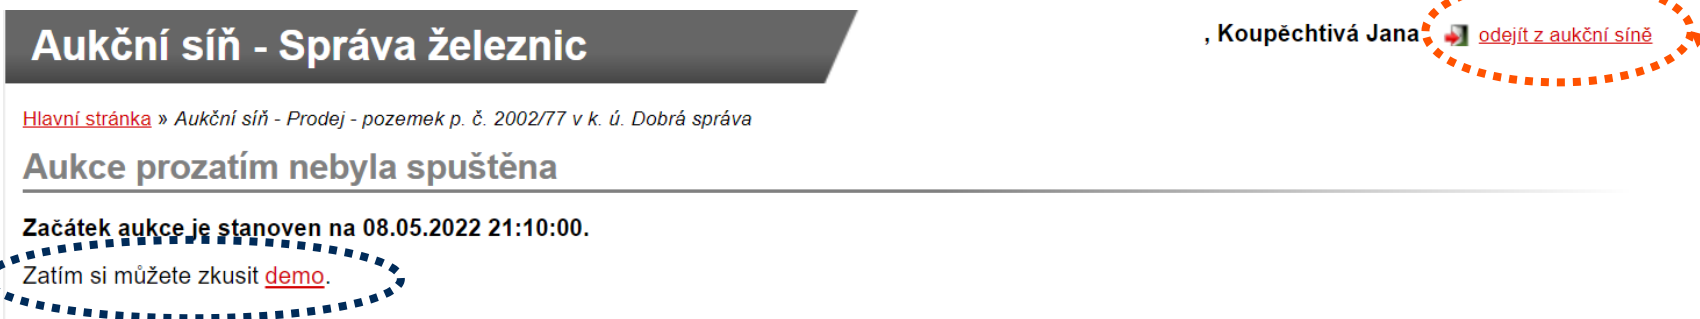 Aukční síň - Správa železnic
, Koupěchtivá Jana odejít z aukční síně
Hlavní stránka » Aukční síň - Prodej - pozemek p. č. 2002/77 v k. ú. Dobrá správa
Aukce prozatím nebyla spuštěna
Začátek aukce je stanoven na 08.05.2022 21:10:00.
Zatím si můžete zkusit demo.